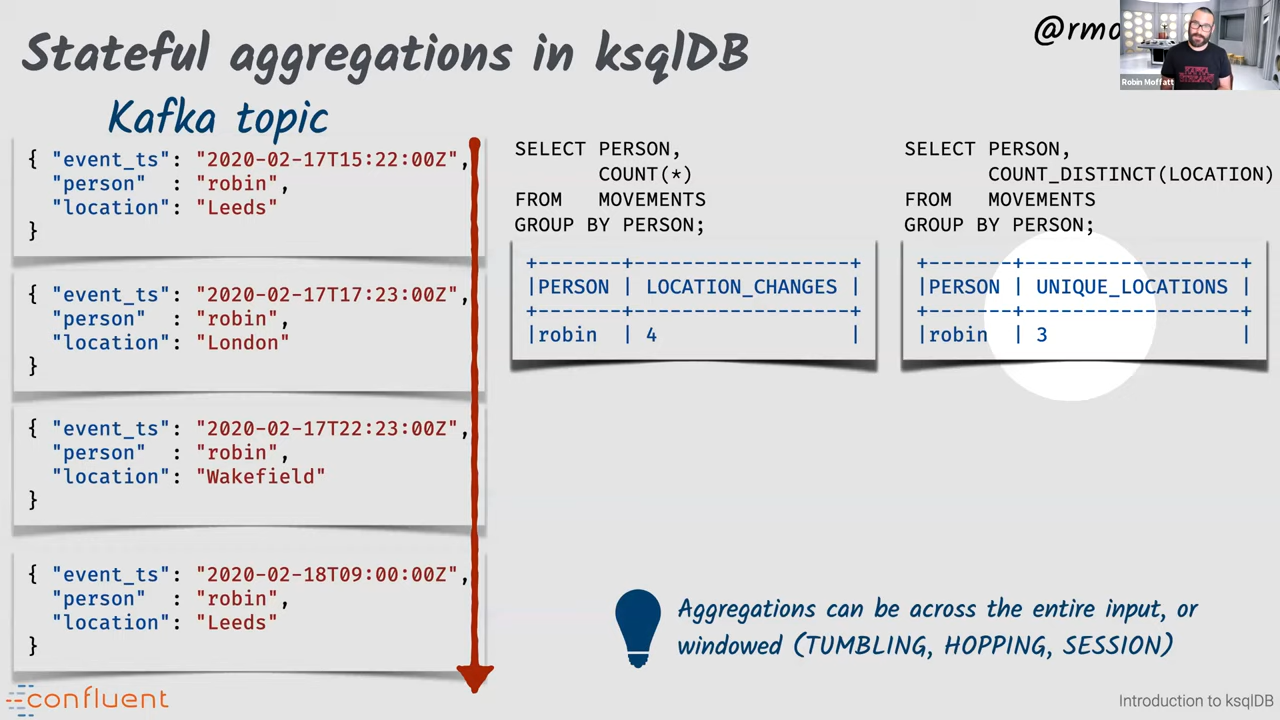 Stateful aggregations in ksqlDB
@rmo
Robin Moffatt
Kafka topic
{ "event_ts": "2020-02-17T15:22:00Z",
"person" : "robin",
"location": "Leeds"
}
{ "event_ts": "2020-02-17T17:23:00Z",
"person" : "robin",
"location": "London"
}
{ "event_ts": "2020-02-17T22:23:00Z",
"person" : "robin",
"location": "Wakefield"
}
{ "event_ts": "2020-02-18T09:00:00Z",
"person" : "robin",
"location": "Leeds"
}
SELECT PERSON,
COUNT(*)
FROM MOVEMENTS
GROUP BY PERSON;
+-------+------------------+
|PERSON | LOCATION_CHANGES |
+-------+------------------+
|robin | 4 |
SELECT PERSON,
COUNT_DISTINCT(LOCATION)
FROM MOVEMENTS
GROUP BY PERSON;
+-------+------------------+
|PERSON | UNIQUE_LOCATIONS |
+-------+------------------+
|robin | 3 |
Aggregations can be across the entire input, or
windowed (TUMBLING, HOPPING, SESSION)
confluent
Introduction to ksqlDB